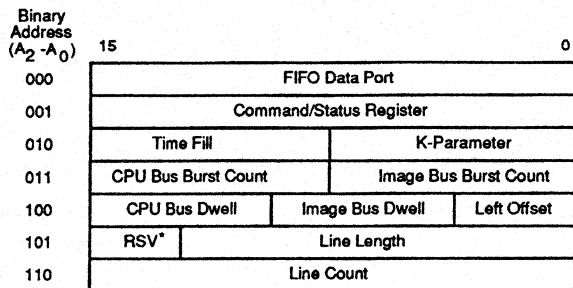 Binary
Address
(A2 -A0) 15 0
000 FIFO Data Port
001 Command/Status Register
010 Time Fill K-Parameter
011 CPU Bus Burst Count Image Bus Burst Count
100 CPU Bus Dwell Image Bus Dwell Left Offset
101 RSV* Line Length
110 Line Count